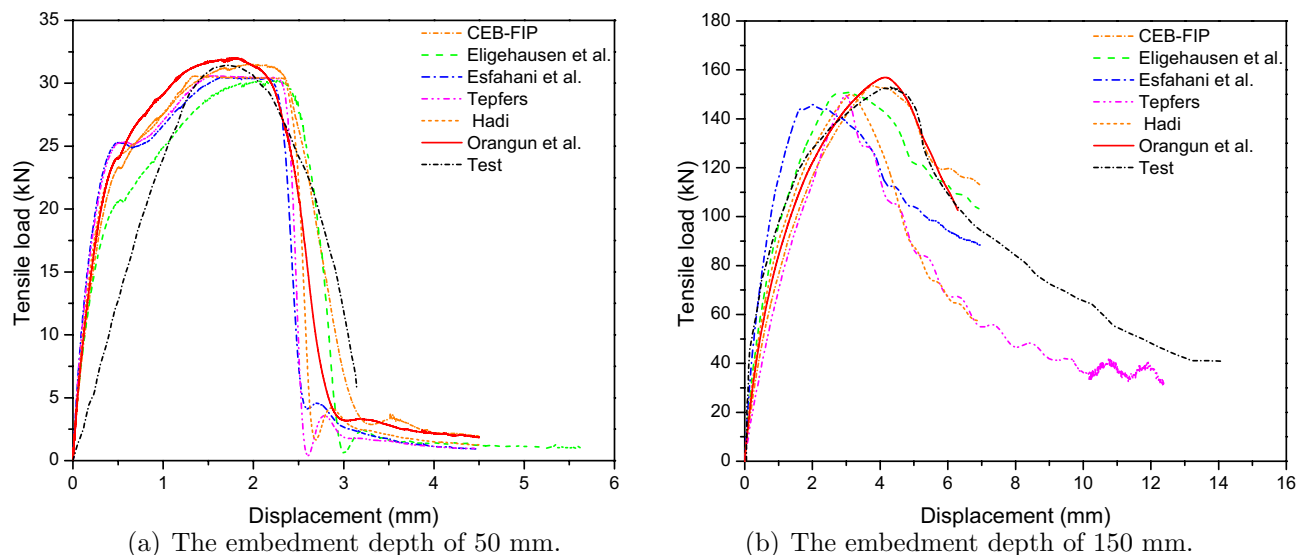 35
30
25
20
15
10
5
0
Tensile load (kN)
0 1 2 3 4 5 6
Displacement (mm)
CEB-FIP
Eligehausen et al.
Esfahani et al.
Tepfers
Hadi
Orangun et al.
Test
(a) The embedment depth of 50 mm.
180
160
140
120
100
80
60
40
20
0
Tensile load (kN)
0 2 4 6 8 10 12 14 16
Displacement (mm)
CEB-FIP
Eligehausen et al.
Esfahani et al.
Tepfers
Hadi
Orangun et al.
Test
(b) The embedment depth of 150 mm.